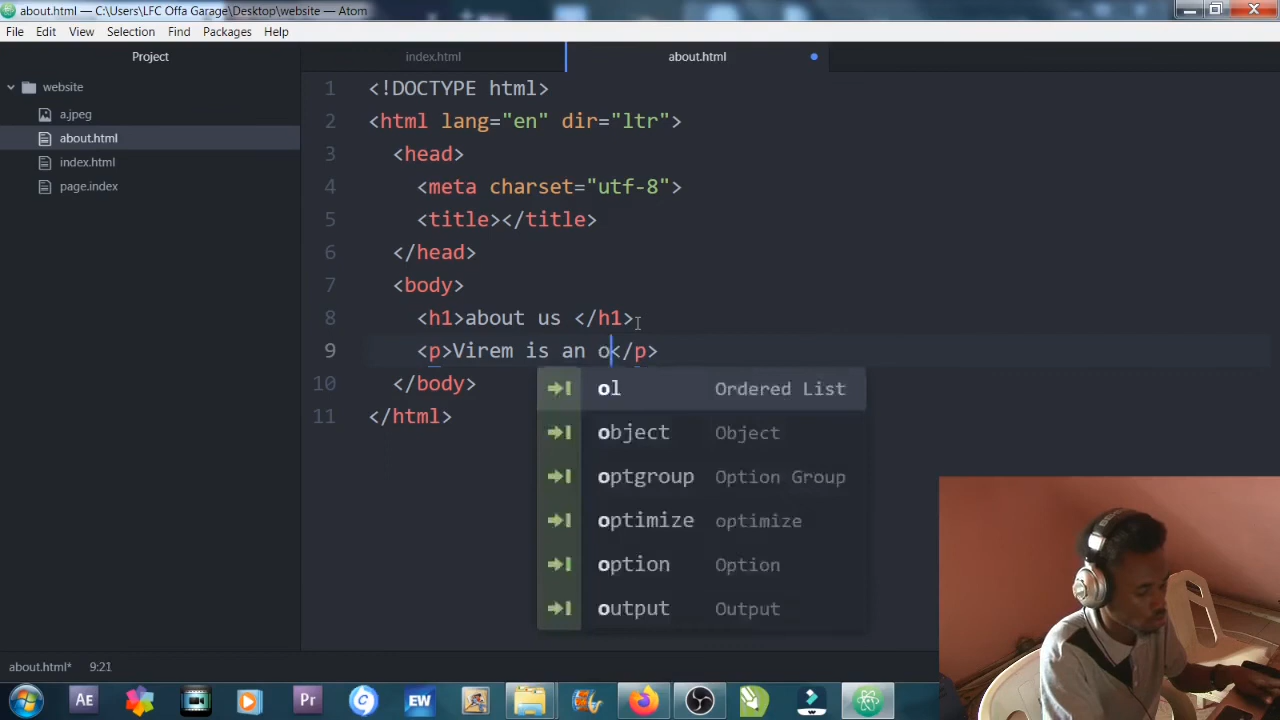 about.html — C:\Users\LFC Offa Garage\Desktop\website — Atom
File Edit View Selection Find Packages Help
Project
index.html
about.html
website
a.jpeg
about.html
index.html
page.index
1 <!DOCTYPE html>
2 <html lang="en" dir="ltr">
3 <head>
4 <meta charset="utf-8">
5 <title></title>
6 </head>
7 <body>
8 <h1>about us </h1>
9 <p>Virem is an o</p>
10 </body>
11 </html>
ol Ordered List
object Object
optgroup Option Group
optimize optimize
option Option
output Output
about.html* 9:21
Ae
Pr
EW